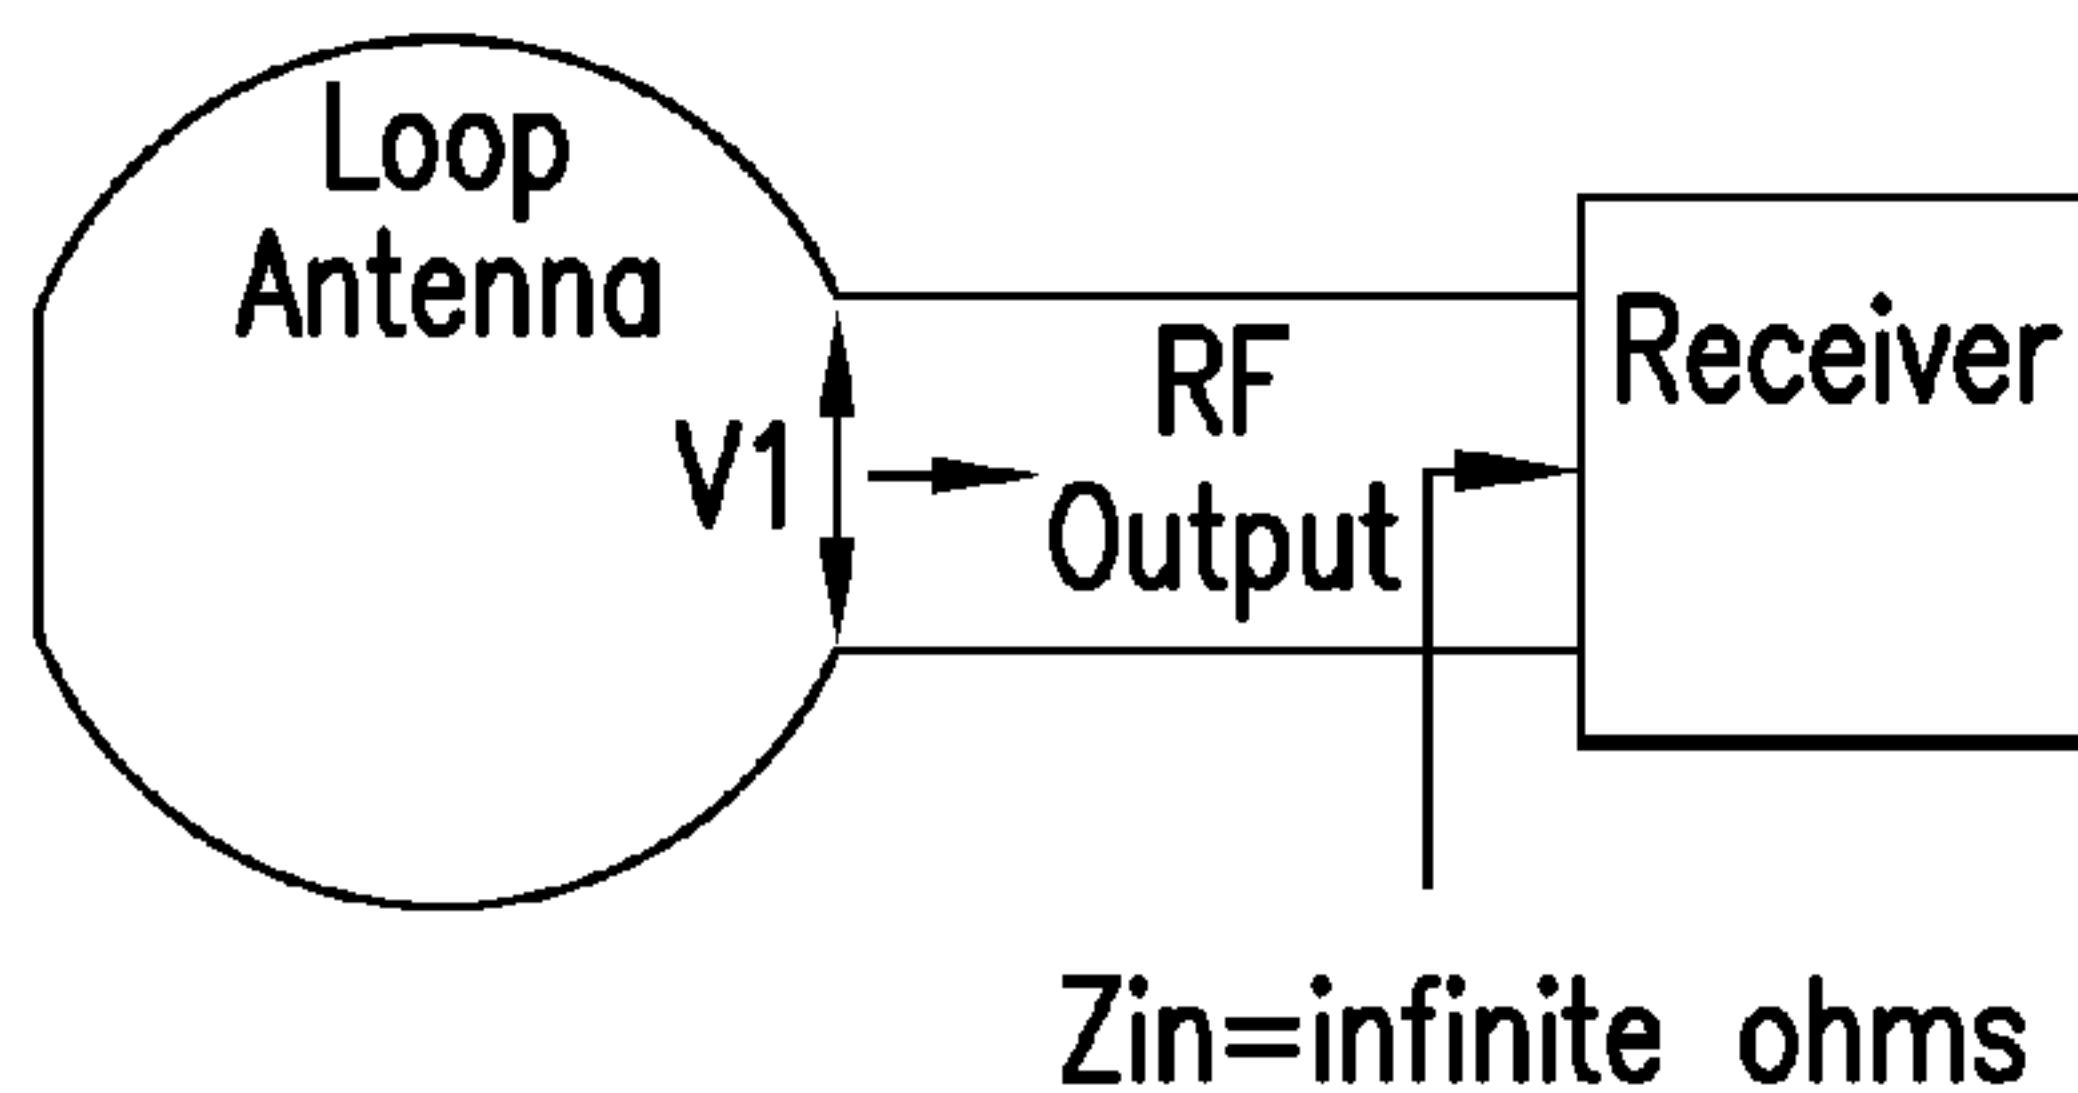 Loop
Antenna
V1
RF
Output
Receiver
Zin=infinite ohms